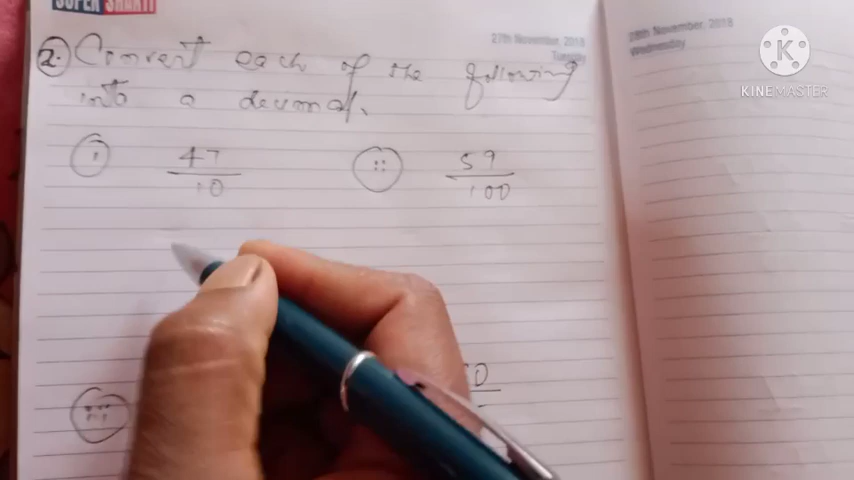 SUPER SHAKTI
27th November, 2018
Tuesday
28th November, 2018
Wednesday
KINEMASTER
2. Convert each of the following
into a decimal.
i 47/10 ii 59/100
iii